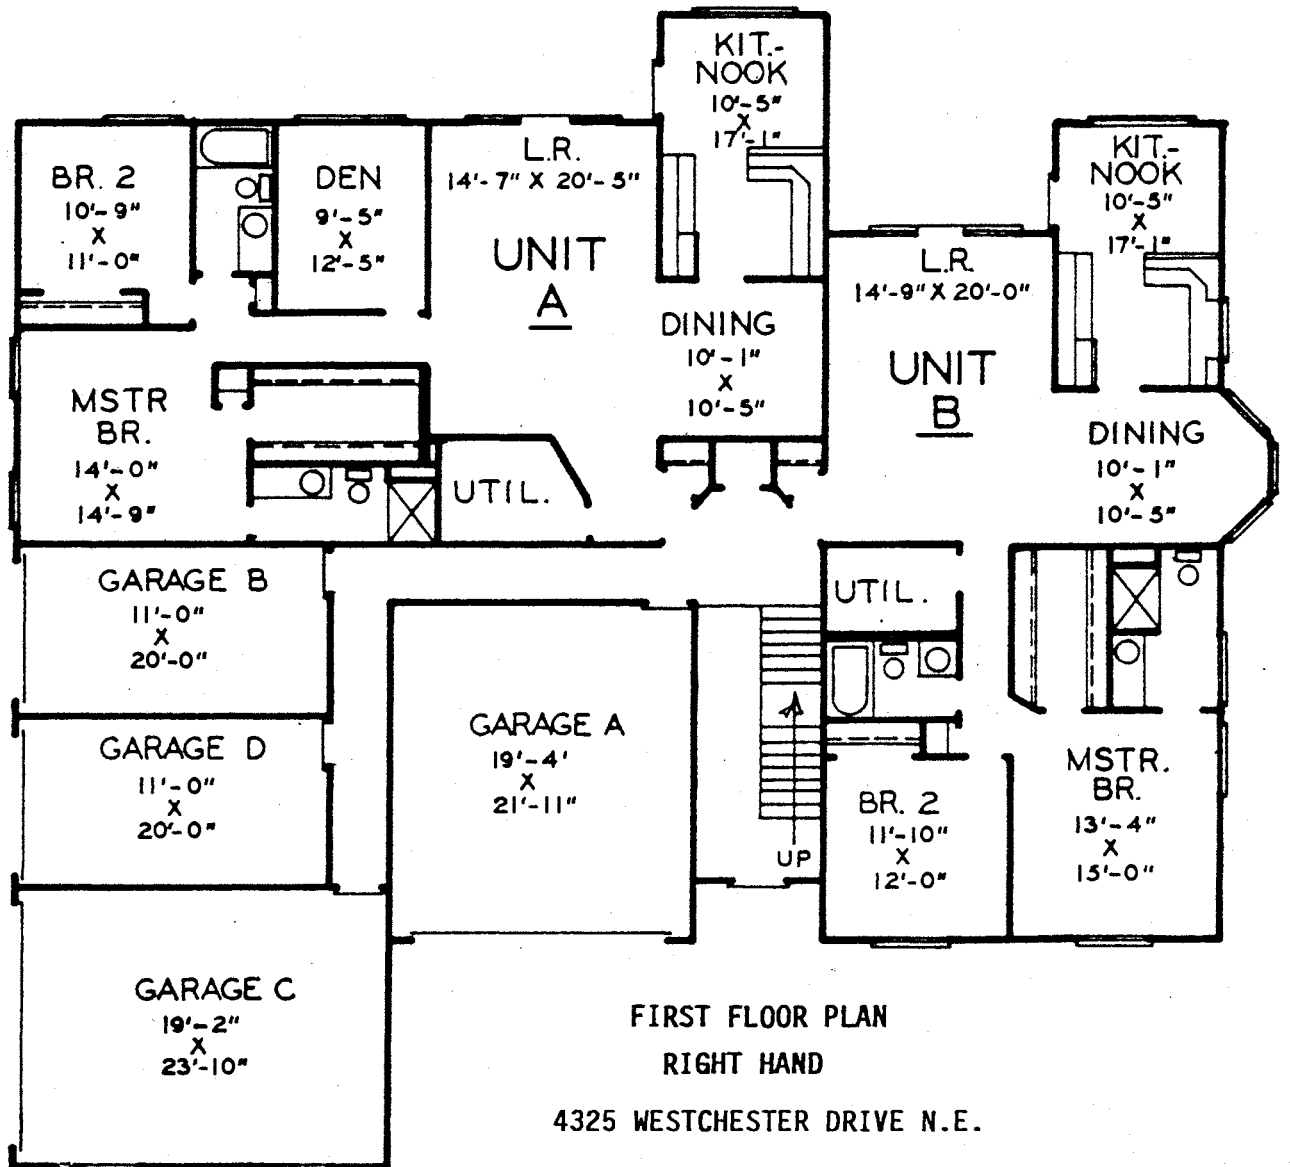 KIT.-
NOOK
10'-5"
X
17'-1"
BR. 2
10'-9"
X
11'-0"
DEN
9'-5"
X
12'-5"
L.R.
14'-7" X 20'-5"
UNIT
A
KIT.-
NOOK
10'-5"
X
17'-1"
L.R.
14'-9" X 20'-0"
UNIT
B
DINING
10'-1"
X
10'-5"
DINING
10'-1"
X
10'-5"
MSTR
BR.
14'-0"
X
14'-9"
UTIL.
GARAGE B
11'-0"
X
20'-0"
UTIL.
GARAGE D
11'-0"
X
20'-0"
GARAGE A
19'-4'
X
21'-11"
UP
BR. 2
11'-10"
X
12'-0"
MSTR.
BR.
13'-4"
X
15'-0"
GARAGE C
19'-2"
X
23'-10"
FIRST FLOOR PLAN
RIGHT HAND
4325 WESTCHESTER DRIVE N.E.